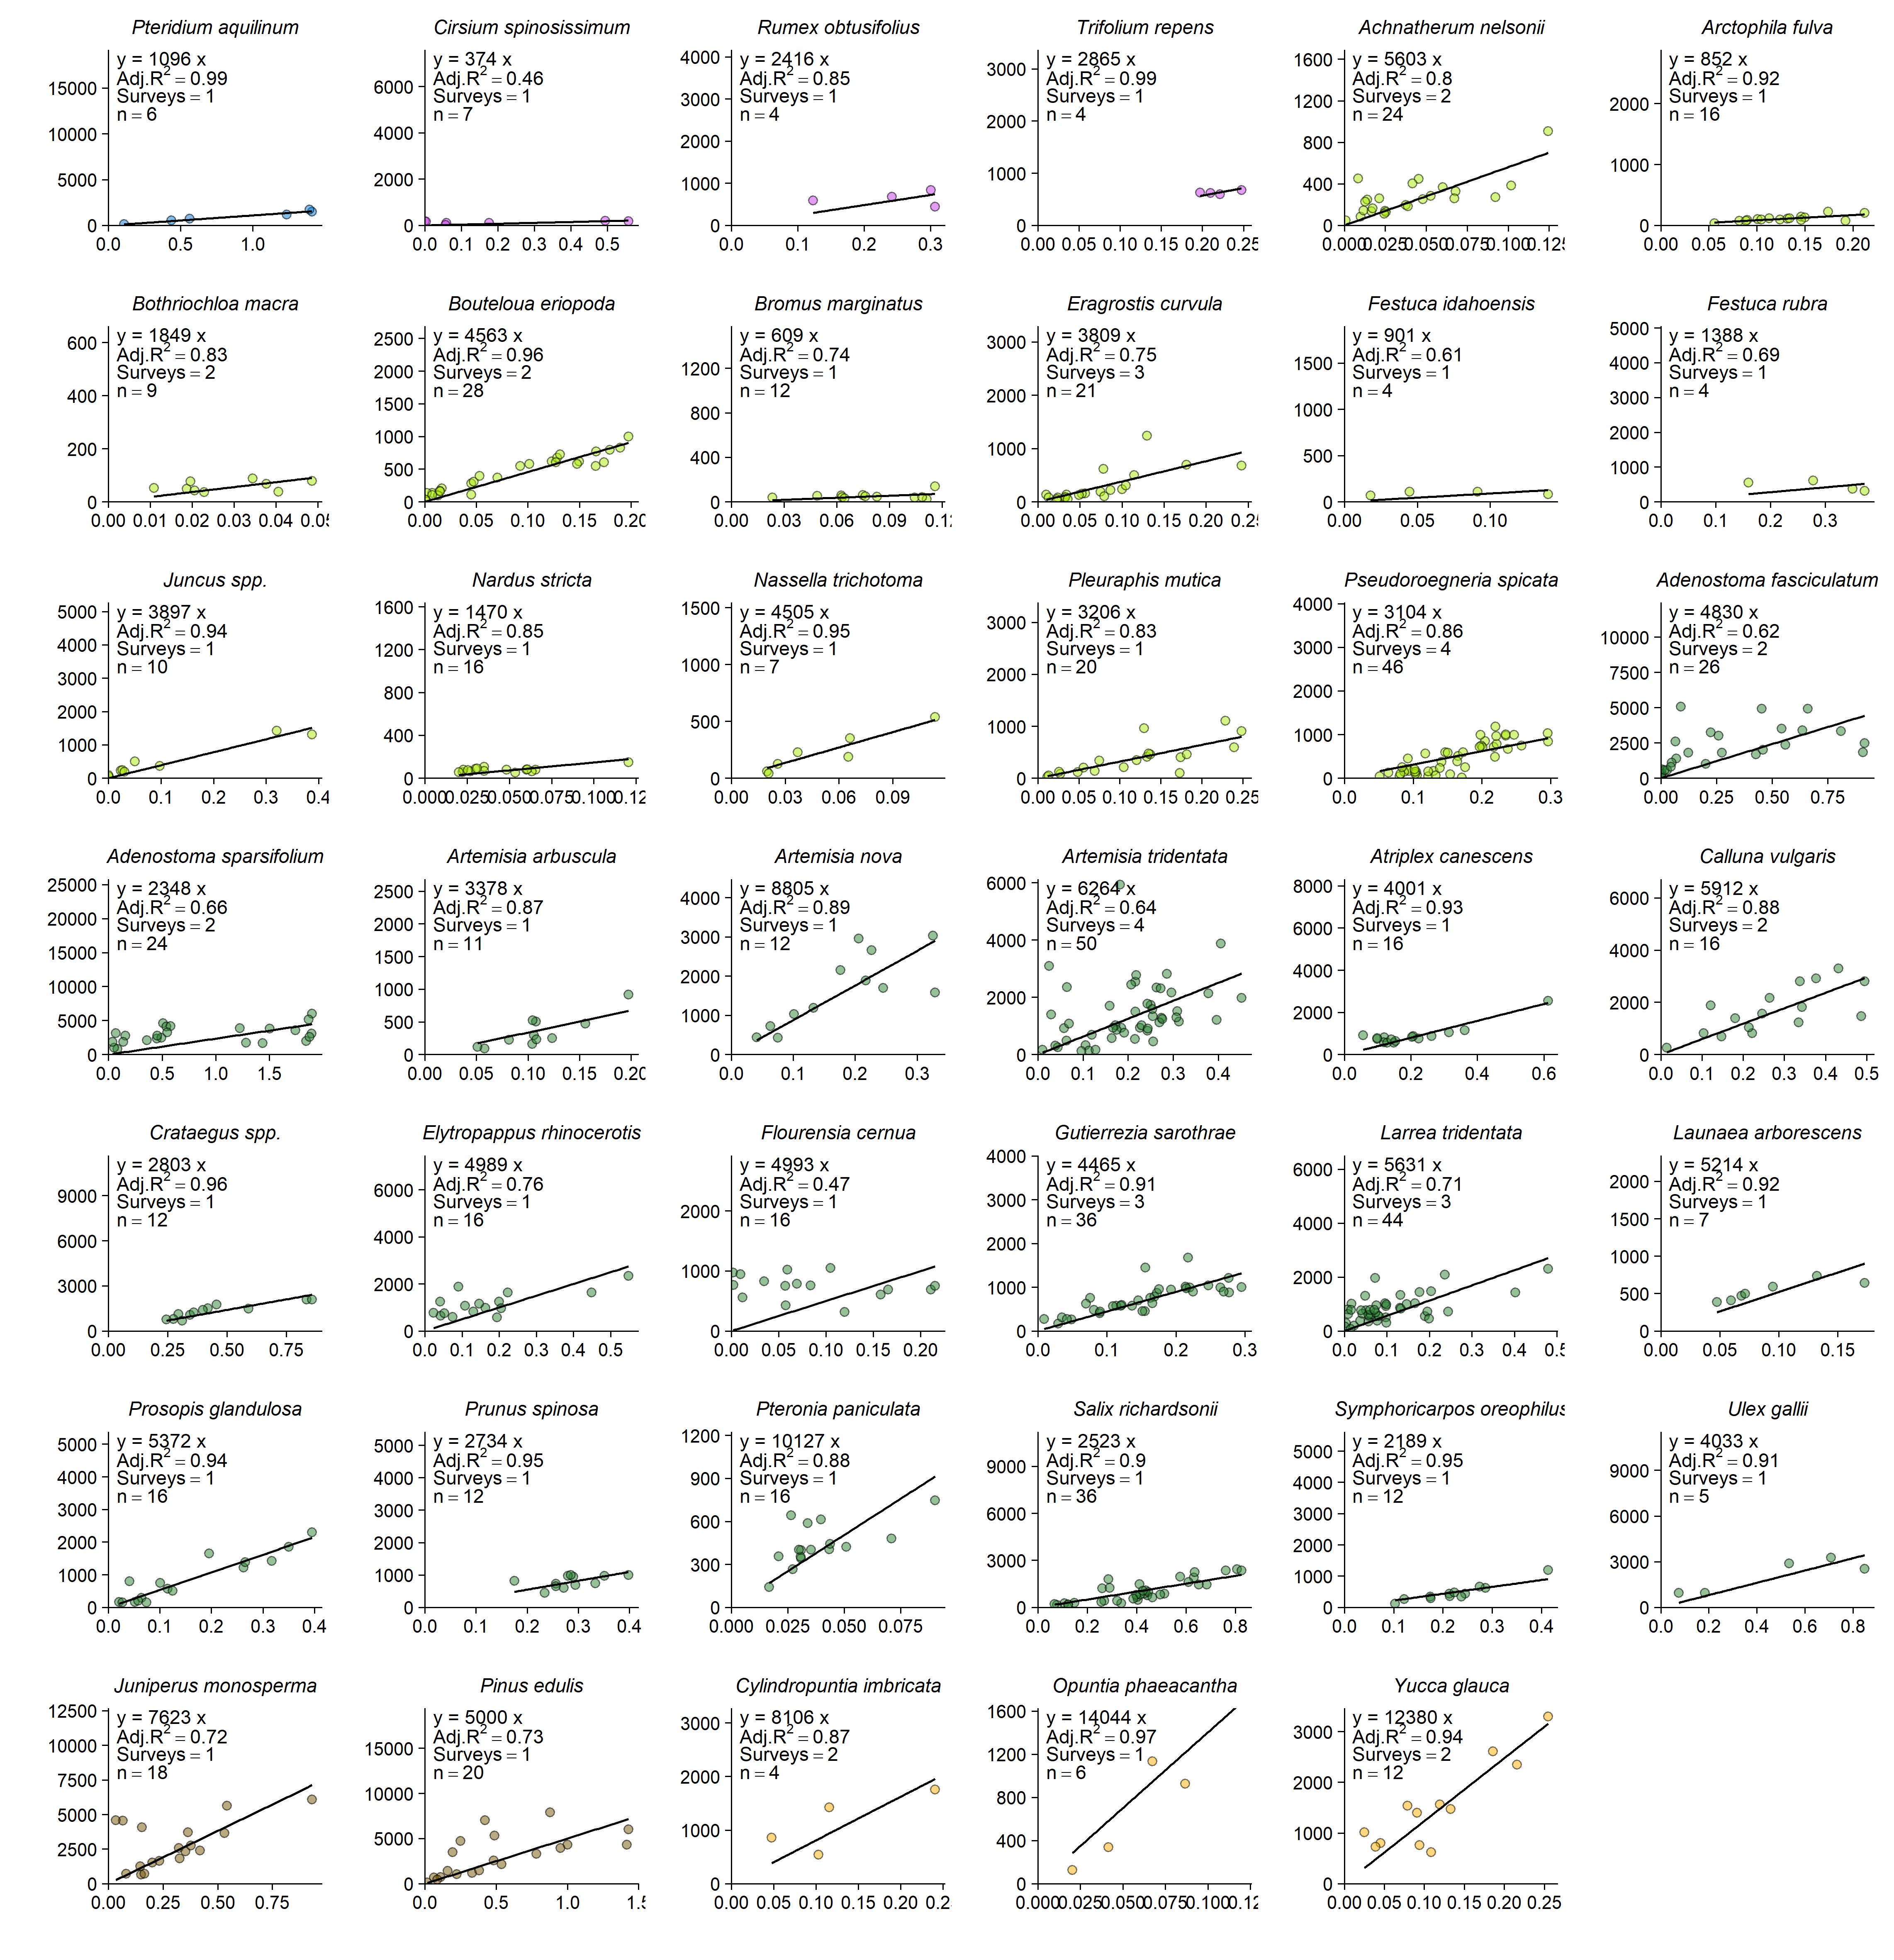 Pteridium aquilinum
y = 1096 x
Adj.R² = 0.99
Surveys = 1
n = 6
15000
10000
5000
0
0.0 0.5 1.0
Cirsium spinosissimum
y = 374 x
Adj.R² = 0.46
Surveys = 1
n = 7
6000
4000
2000
0
0.0 0.1 0.2 0.3 0.4 0.5
Rumex obtusifolius
y = 2416 x
Adj.R² = 0.85
Surveys = 1
n = 4
4000
3000
2000
1000
0
0.0 0.1 0.2 0.3
Trifolium repens
y = 2865 x
Adj.R² = 0.99
Surveys = 1
n = 4
3000
2000
1000
0
0.00 0.05 0.10 0.15 0.20 0.25
Achnatherum nelsonii
y = 5603 x
Adj.R² = 0.8
Surveys = 2
n = 24
1600
1200
800
400
0
0.000 0.025 0.050 0.075 0.100 0.125
Arctophila fulva
y = 852 x
Adj.R² = 0.92
Surveys = 1
n = 16
2000
1000
0
0.00 0.05 0.10 0.15 0.20
Bothriochloa macra
y = 1849 x
Adj.R² = 0.83
Surveys = 2
n = 9
600
400
200
0
0.00 0.01 0.02 0.03 0.04 0.05
Bouteloua eriopoda
y = 4563 x
Adj.R² = 0.96
Surveys = 2
n = 28
2500
2000
1500
1000
500
0
0.00 0.05 0.10 0.15 0.20
Bromus marginatus
y = 609 x
Adj.R² = 0.74
Surveys = 1
n = 12
1200
800
400
0
0.00 0.03 0.06 0.09 0.1
Eragrostis curvula
y = 3809 x
Adj.R² = 0.75
Surveys = 3
n = 21
3000
2000
1000
0
0.00 0.05 0.10 0.15 0.20 0.25
Festuca idahoensis
y = 901 x
Adj.R² = 0.61
Surveys = 1
n = 4
1500
1000
500
0
0.00 0.05 0.10
Festuca rubra
y = 1388 x
Adj.R² = 0.69
Surveys = 1
n = 4
5000
4000
3000
2000
1000
0
0.0 0.1 0.2 0.3
Juncus spp.
y = 3897 x
Adj.R² = 0.94
Surveys = 1
n = 10
5000
4000
3000
2000
1000
0
0.0 0.1 0.2 0.3 0.4
Nardus stricta
y = 1470 x
Adj.R² = 0.85
Surveys = 1
n = 16
1600
1200
800
400
0
0.000 0.025 0.050 0.075 0.100 0.12
Nassella trichotoma
y = 4505 x
Adj.R² = 0.95
Surveys = 1
n = 7
1500
1000
500
0
0.00 0.03 0.06 0.09
Pleuraphis mutica
y = 3206 x
Adj.R² = 0.83
Surveys = 1
n = 20
3000
2000
1000
0
0.00 0.05 0.10 0.15 0.20 0.25
Pseudoroegneria spicata
y = 3104 x
Adj.R² = 0.86
Surveys = 4
n = 46
4000
3000
2000
1000
0
0.0 0.1 0.2 0.3
Adenostoma fasciculatum
y = 4830 x
Adj.R² = 0.62
Surveys = 2
n = 26
10000
7500
5000
2500
0
0.00 0.25 0.50 0.75
Adenostoma sparsifolium
y = 2348 x
Adj.R² = 0.66
Surveys = 2
n = 24
25000
20000
15000
10000
5000
0
0.0 0.5 1.0 1.5
Artemisia arbuscula
y = 3378 x
Adj.R² = 0.87
Surveys = 1
n = 11
2500
2000
1500
1000
500
0
0.00 0.05 0.10 0.15 0.20
Artemisia nova
y = 8805 x
Adj.R² = 0.89
Surveys = 1
n = 12
4000
3000
2000
1000
0
0.0 0.1 0.2 0.3
Artemisia tridentata
y = 6264 x
Adj.R² = 0.64
Surveys = 4
n = 50
6000
4000
2000
0
0.0 0.1 0.2 0.3 0.4
Atriplex canescens
y = 4001 x
Adj.R² = 0.93
Surveys = 1
n = 16
8000
6000
4000
2000
0
0.0 0.2 0.4 0.6
Calluna vulgaris
y = 5912 x
Adj.R² = 0.88
Surveys = 2
n = 16
6000
4000
2000
0
0.0 0.1 0.2 0.3 0.4 0.5
Crataegus spp.
y = 2803 x
Adj.R² = 0.96
Surveys = 1
n = 12
9000
6000
3000
0
0.00 0.25 0.50 0.75
Elytropappus rhinocerotis
y = 4989 x
Adj.R² = 0.76
Surveys = 1
n = 16
6000
4000
2000
0
0.0 0.1 0.2 0.3 0.4 0.5
Flourensia cernua
y = 4993 x
Adj.R² = 0.47
Surveys = 1
n = 16
2000
1000
0
0.00 0.05 0.10 0.15 0.20
Gutierrezia sarothrae
y = 4465 x
Adj.R² = 0.91
Surveys = 3
n = 36
4000
3000
2000
1000
0
0.0 0.1 0.2 0.3
Larrea tridentata
y = 5631 x
Adj.R² = 0.71
Surveys = 3
n = 44
6000
4000
2000
0
0.0 0.1 0.2 0.3 0.4 0.5
Launaea arborescens
y = 5214 x
Adj.R² = 0.92
Surveys = 1
n = 7
2000
1500
1000
500
0
0.00 0.05 0.10 0.15
Prosopis glandulosa
y = 5372 x
Adj.R² = 0.94
Surveys = 1
n = 16
5000
4000
3000
2000
1000
0
0.0 0.1 0.2 0.3 0.4
Prunus spinosa
y = 2734 x
Adj.R² = 0.95
Surveys = 1
n = 12
5000
4000
3000
2000
1000
0
0.0 0.1 0.2 0.3 0.4
Pteronia paniculata
y = 10127 x
Adj.R² = 0.88
Surveys = 1
n = 16
1200
900
600
300
0
0.000 0.025 0.050 0.075
Salix richardsonii
y = 2523 x
Adj.R² = 0.9
Surveys = 1
n = 36
9000
6000
3000
0
0.0 0.2 0.4 0.6 0.8
Symphoricarpos oreophilus
y = 2189 x
Adj.R² = 0.95
Surveys = 1
n = 12
5000
4000
3000
2000
1000
0
0.0 0.1 0.2 0.3 0.4
Ulex gallii
y = 4033 x
Adj.R² = 0.91
Surveys = 1
n = 5
9000
6000
3000
0
0.0 0.2 0.4 0.6 0.8
Juniperus monosperma
y = 7623 x
Adj.R² = 0.72
Surveys = 1
n = 18
12500
10000
7500
5000
2500
0
0.00 0.25 0.50 0.75
Pinus edulis
y = 5000 x
Adj.R² = 0.73
Surveys = 1
n = 20
15000
10000
5000
0
0.0 0.5 1.0 1.5
Cylindropuntia imbricata
y = 8106 x
Adj.R² = 0.87
Surveys = 2
n = 4
3000
2000
1000
0
0.00 0.05 0.10 0.15 0.20
Opuntia phaeacantha
y = 14044 x
Adj.R² = 0.97
Surveys = 1
n = 6
1600
1200
800
400
0
0.000 0.025 0.050 0.075 0.100 0.12
Yucca glauca
y = 12380 x
Adj.R² = 0.94
Surveys = 2
n = 12
3000
2000
1000
0
0.00 0.05 0.10 0.15 0.20 0.25